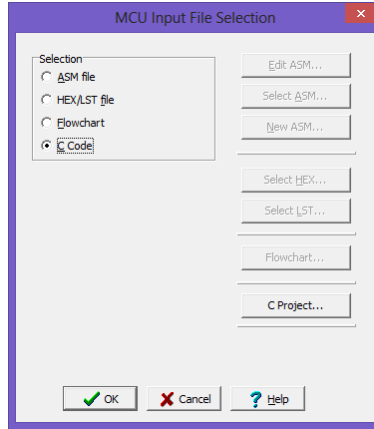 MCU Input File Selection
Selection
ASM file
HEX/LST file
Flowchart
C Code
Edit ASM...
Select ASM...
New ASM...
Select HEX...
Select LST...
Flowchart...
C Project...
OK
Cancel
? Help